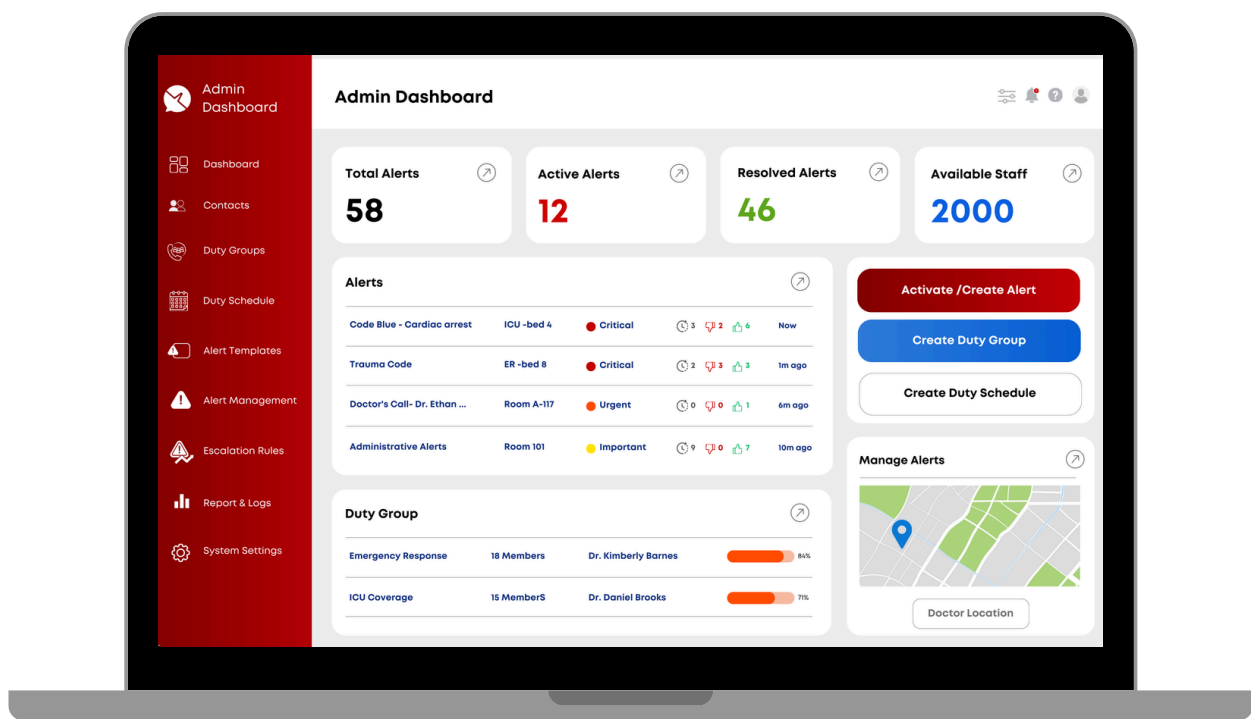 Admin
Dashboard
Dashboard
Contacts
Duty Groups
Duty Schedule
Alert Templates
Alert Management
Escalation Rules
Report & Logs
System Settings
Admin Dashboard
Total Alerts
58
Active Alerts
12
Resolved Alerts
46
Available Staff
2000
Alerts
Code Blue - Cardiac arrest ICU -bed 4 Critical 3 2 6 Now
Trauma Code ER -bed 8 Critical 2 3 3 1m ago
Doctor's Call- Dr. Ethan ... Room A-117 Urgent 0 0 1 6m ago
Administrative Alerts Room 101 Important 9 0 7 10m ago
Duty Group
Emergency Response 18 Members Dr. Kimberly Barnes 84%
ICU Coverage 15 MemberS Dr. Daniel Brooks 71%
Activate /Create Alert
Create Duty Group
Create Duty Schedule
Manage Alerts
Doctor Location